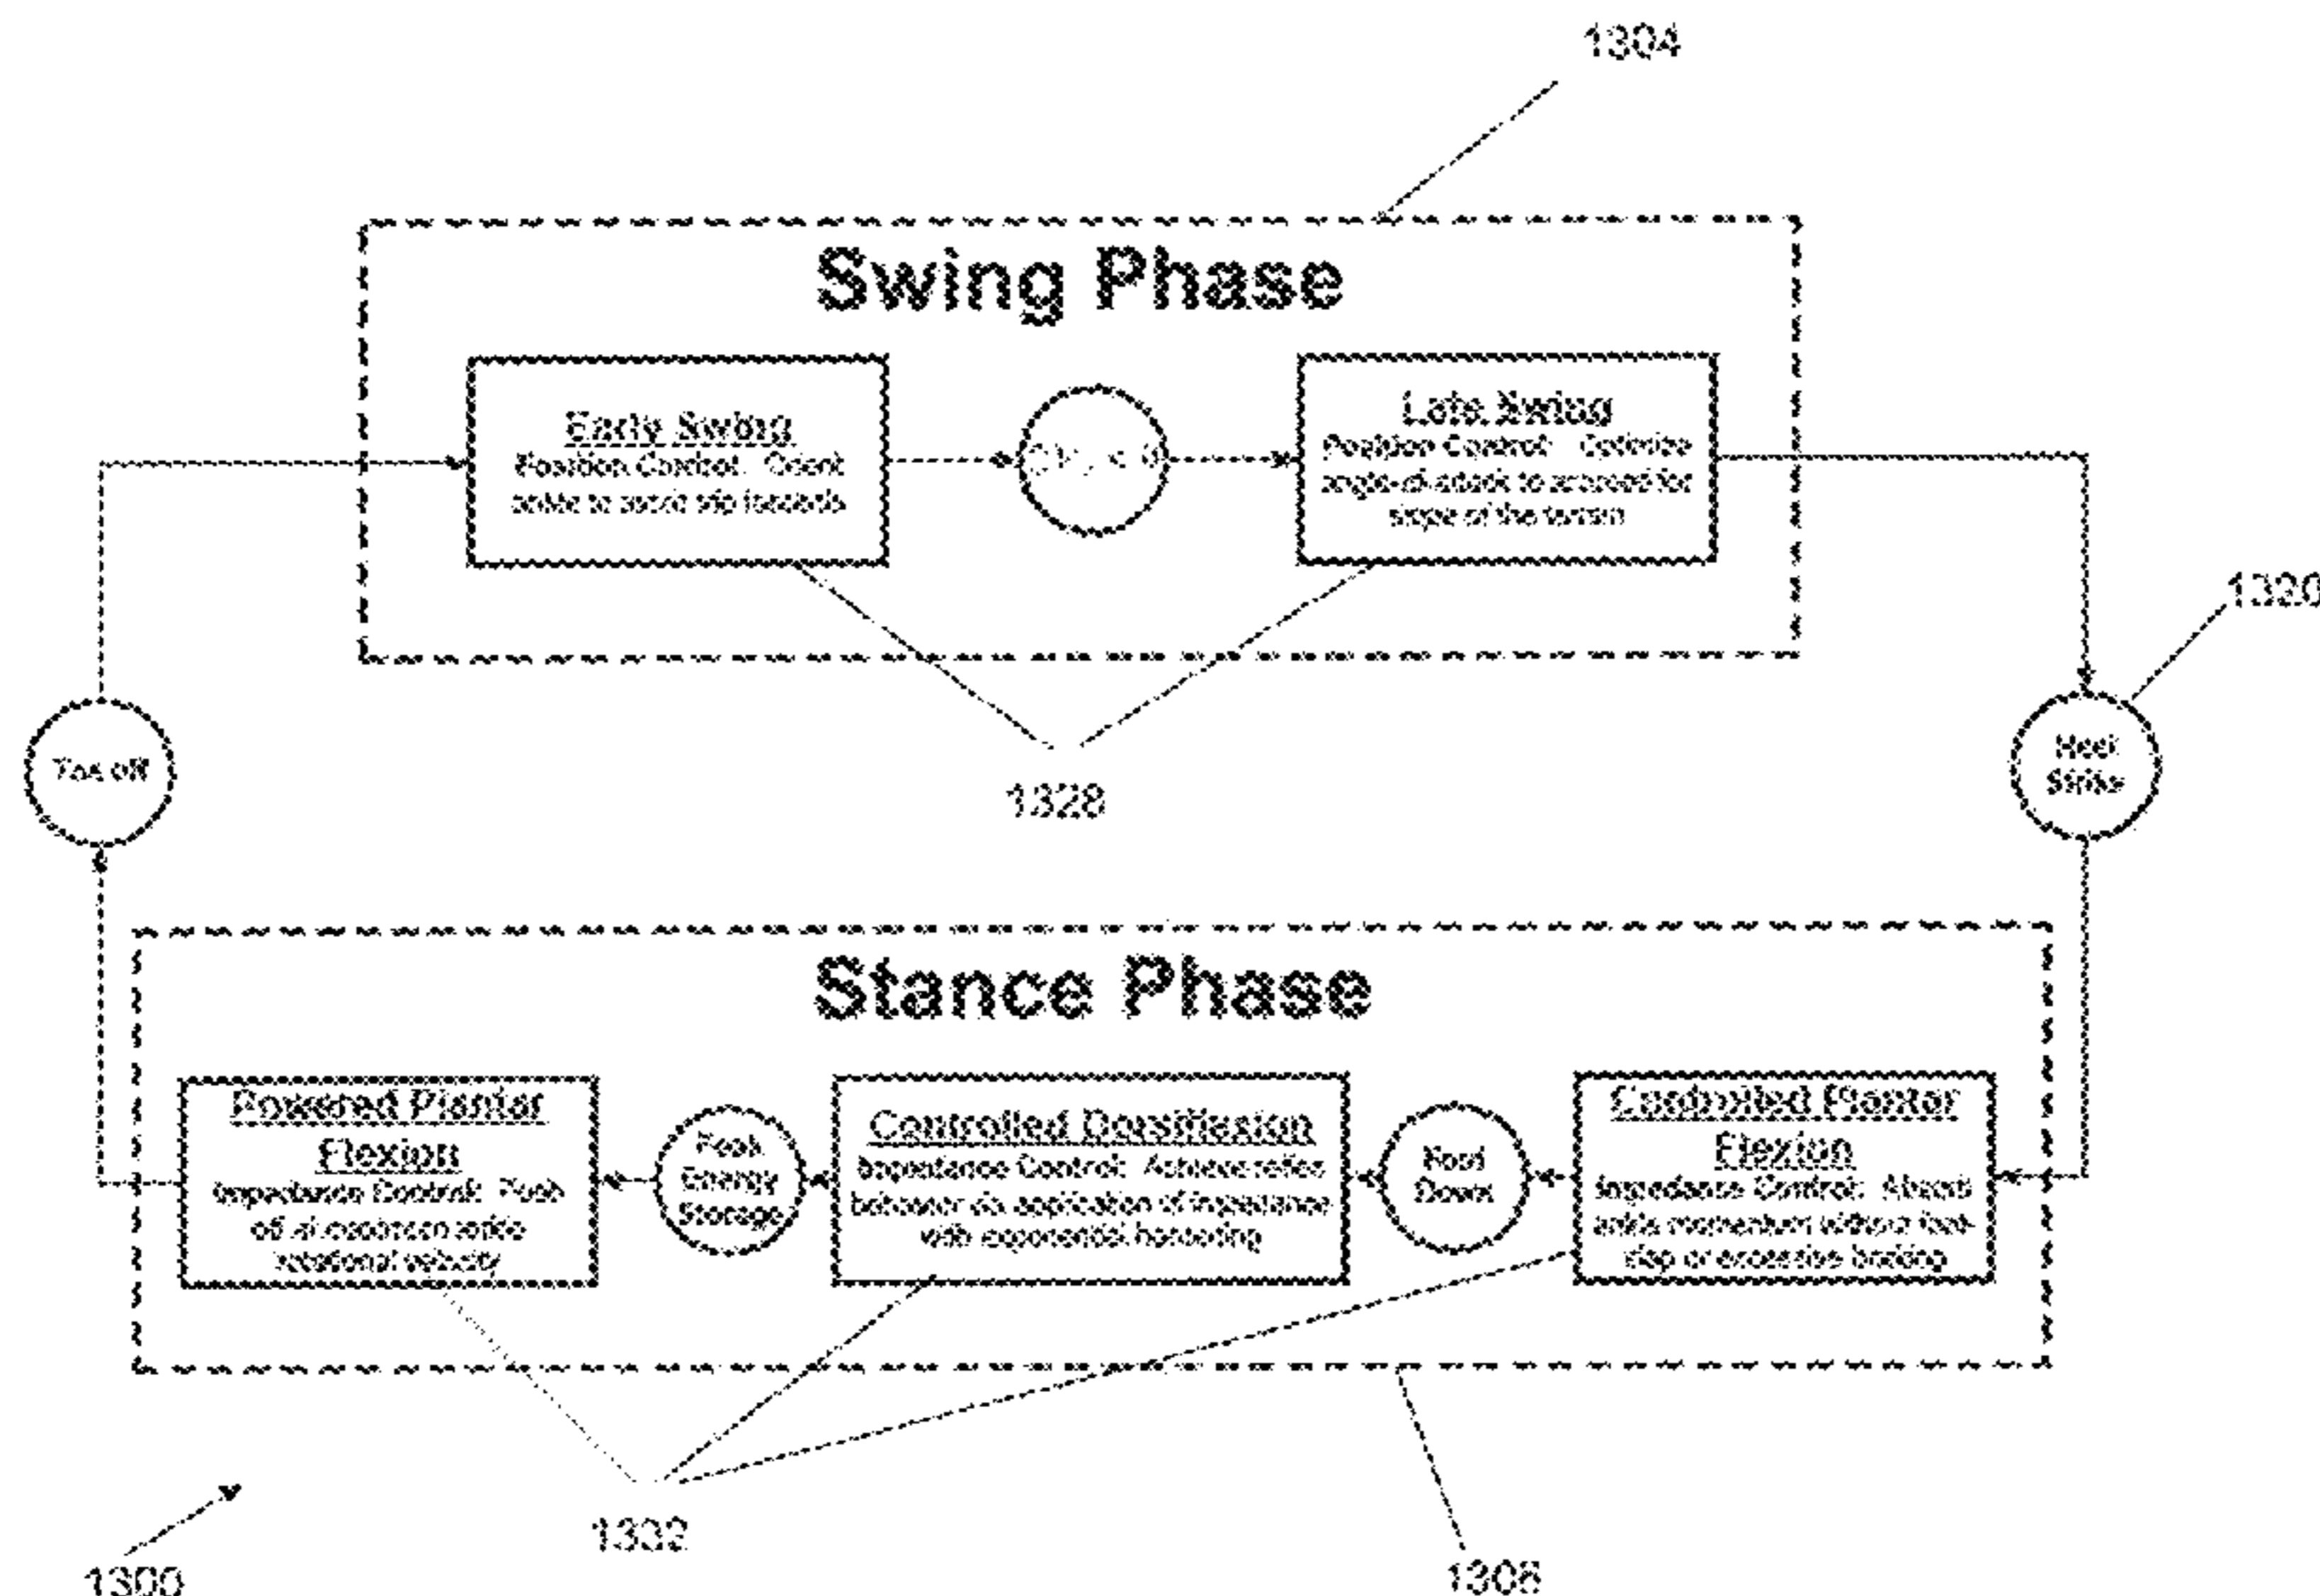 1304
Swing Phase
Early Swing
Position Control: Orient
ankle to avoid trip hazards
Late Swing
Position Control: Optimize
angle-of-attack to account for
slope of the terrain
1320
Toe off
Heel
Strike
1328
Stance Phase
Powered Plantar
Flexion
Impedance Control: Push
off at maximum ankle
rotational velocity
Peak
Energy
Storage
Controlled Dorsiflexion
Impedance Control: Achieve reflex
behavior via application of impedance
with exponential hardening
Foot
Down
Controlled Plantar
Flexion
Impedance Control: Absorb
ankle momentum without foot-
slap or excessive braking
1332
1300
1308